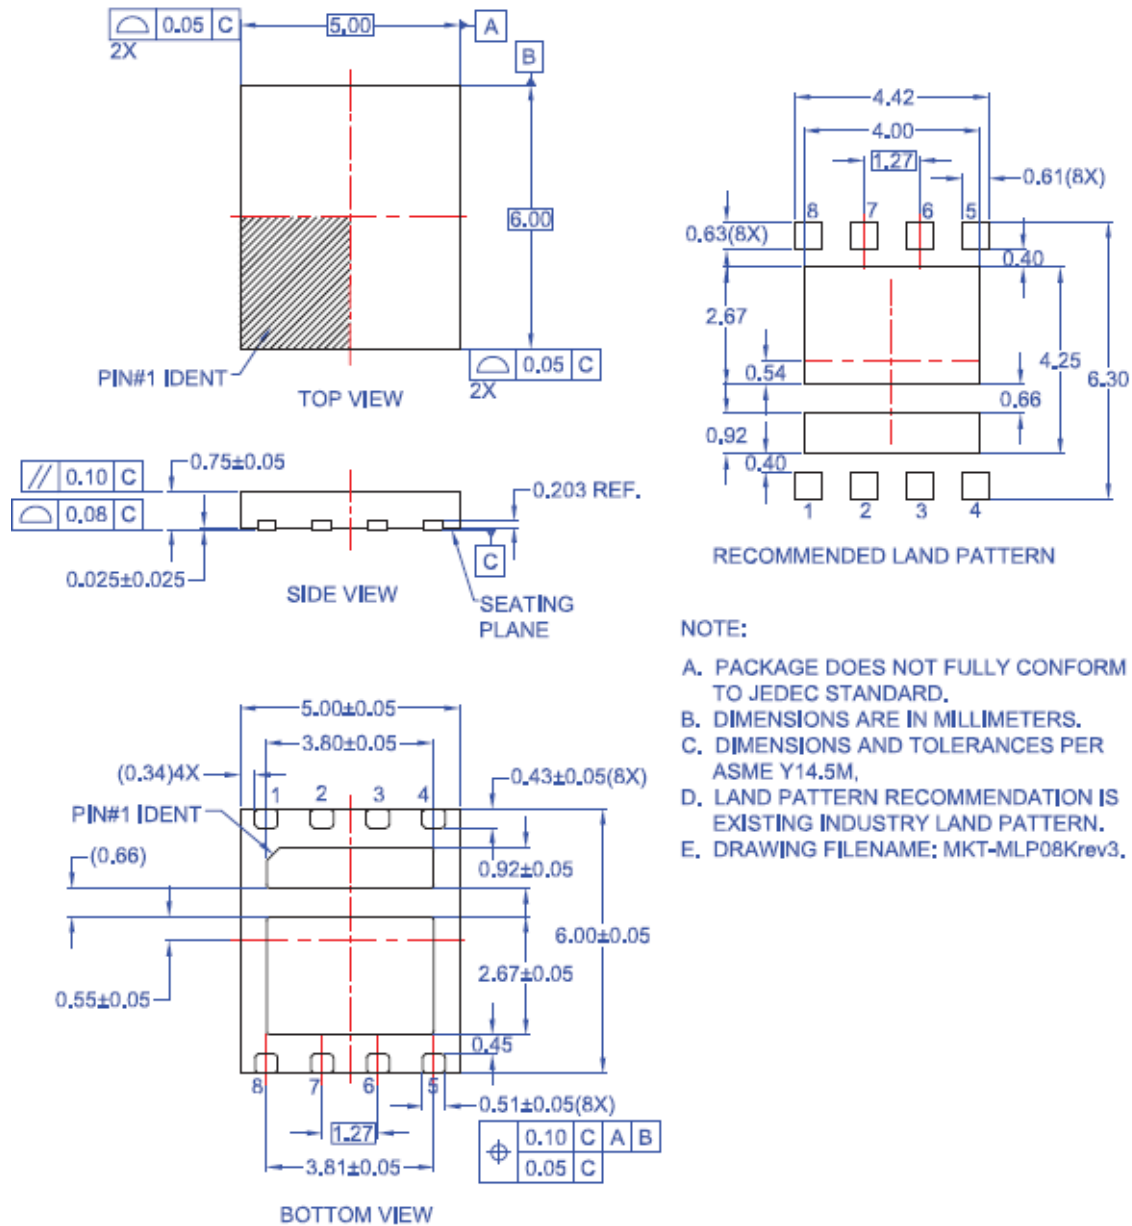 ⌓ 0.05 C
2X
5.00
A
B
6.00
PIN#1 IDENT
⌓ 0.05 C
2X
TOP VIEW
// 0.10 C
⌓ 0.08 C
0.75±0.05
0.203 REF.
0.025±0.025
C
SIDE VIEW
SEATING
PLANE
4.42
4.00
1.27
0.61(8X)
8 7 6 5
0.63(8X)
0.40
2.67
0.54
4.25
6.30
0.66
0.92
0.40
1 2 3 4
RECOMMENDED LAND PATTERN
NOTE:
A. PACKAGE DOES NOT FULLY CONFORM
TO JEDEC STANDARD.
B. DIMENSIONS ARE IN MILLIMETERS.
C. DIMENSIONS AND TOLERANCES PER
ASME Y14.5M.
D. LAND PATTERN RECOMMENDATION IS
EXISTING INDUSTRY LAND PATTERN.
E. DRAWING FILENAME: MKT-MLP08Krev3.
5.00±0.05
3.80±0.05
(0.34)4X
0.43±0.05(8X)
1 2 3 4
PIN#1 IDENT
(0.66)
0.92±0.05
6.00±0.05
2.67±0.05
0.55±0.05
0.45
8 7 6 5
0.51±0.05(8X)
1.27
⌖ 0.10 C A B
0.05 C
3.81±0.05
BOTTOM VIEW